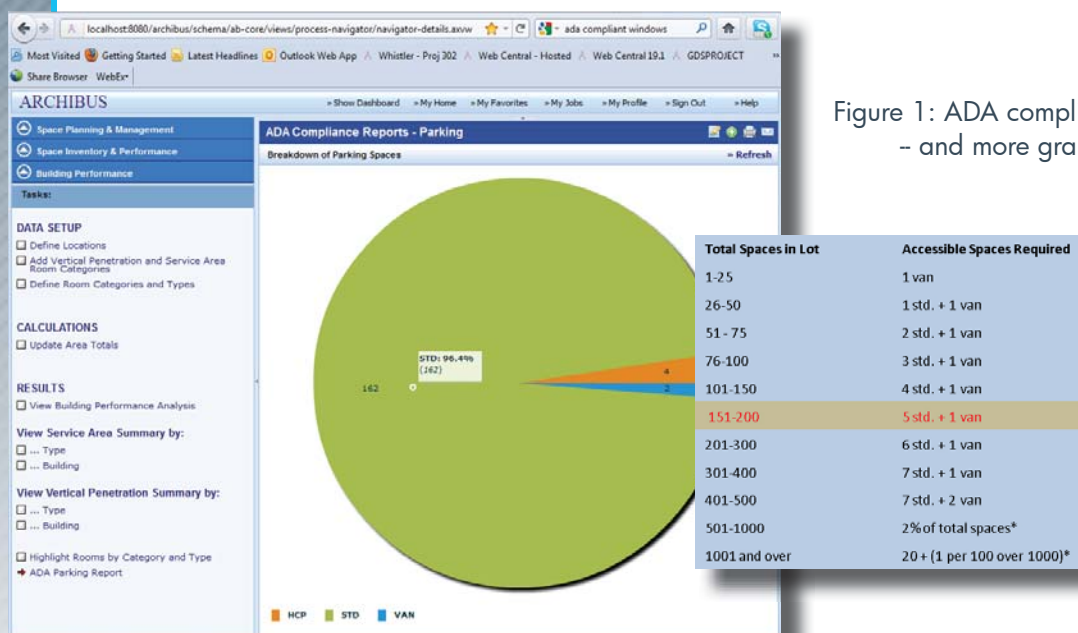 localhost:8080/archibus/schema/ab-core/views/process-navigator/navigator-details.axvw
ada compliant windows
Most Visited Getting Started Latest Headlines Outlook Web App Whistler - Proj 302 Web Central - Hosted Web Central 19.1 GDSPROJECT »
Share Browser WebEx
ARCHIBUS
» Show Dashboard » My Home » My Favorites » My Jobs » My Profile » Sign Out » Help
Space Planning & Management
Space Inventory & Performance
Building Performance
Tasks:
DATA SETUP
Define Locations
Add Vertical Penetration and Service Area
Room Categories
Define Room Categories and Types
CALCULATIONS
Update Area Totals
RESULTS
View Building Performance Analysis
View Service Area Summary by:
... Type
... Building
View Vertical Penetration Summary by:
... Type
... Building
Highlight Rooms by Category and Type
ADA Parking Report
ADA Compliance Reports - Parking
Breakdown of Parking Spaces
» Refresh
STD: 96.4%
(162)
162
4
2
HCP STD VAN
Figure 1: ADA compl
-- and more gra
Total Spaces in Lot Accessible Spaces Required
1-25 1 van
26-50 1 std. + 1 van
51 - 75 2 std. + 1 van
76-100 3 std. + 1 van
101-150 4 std. + 1 van
151-200 5 std. + 1 van
201-300 6 std. + 1 van
301-400 7 std. + 1 van
401-500 7 std. + 2 van
501-1000 2% of total spaces*
1001 and over 20 + (1 per 100 over 1000)*